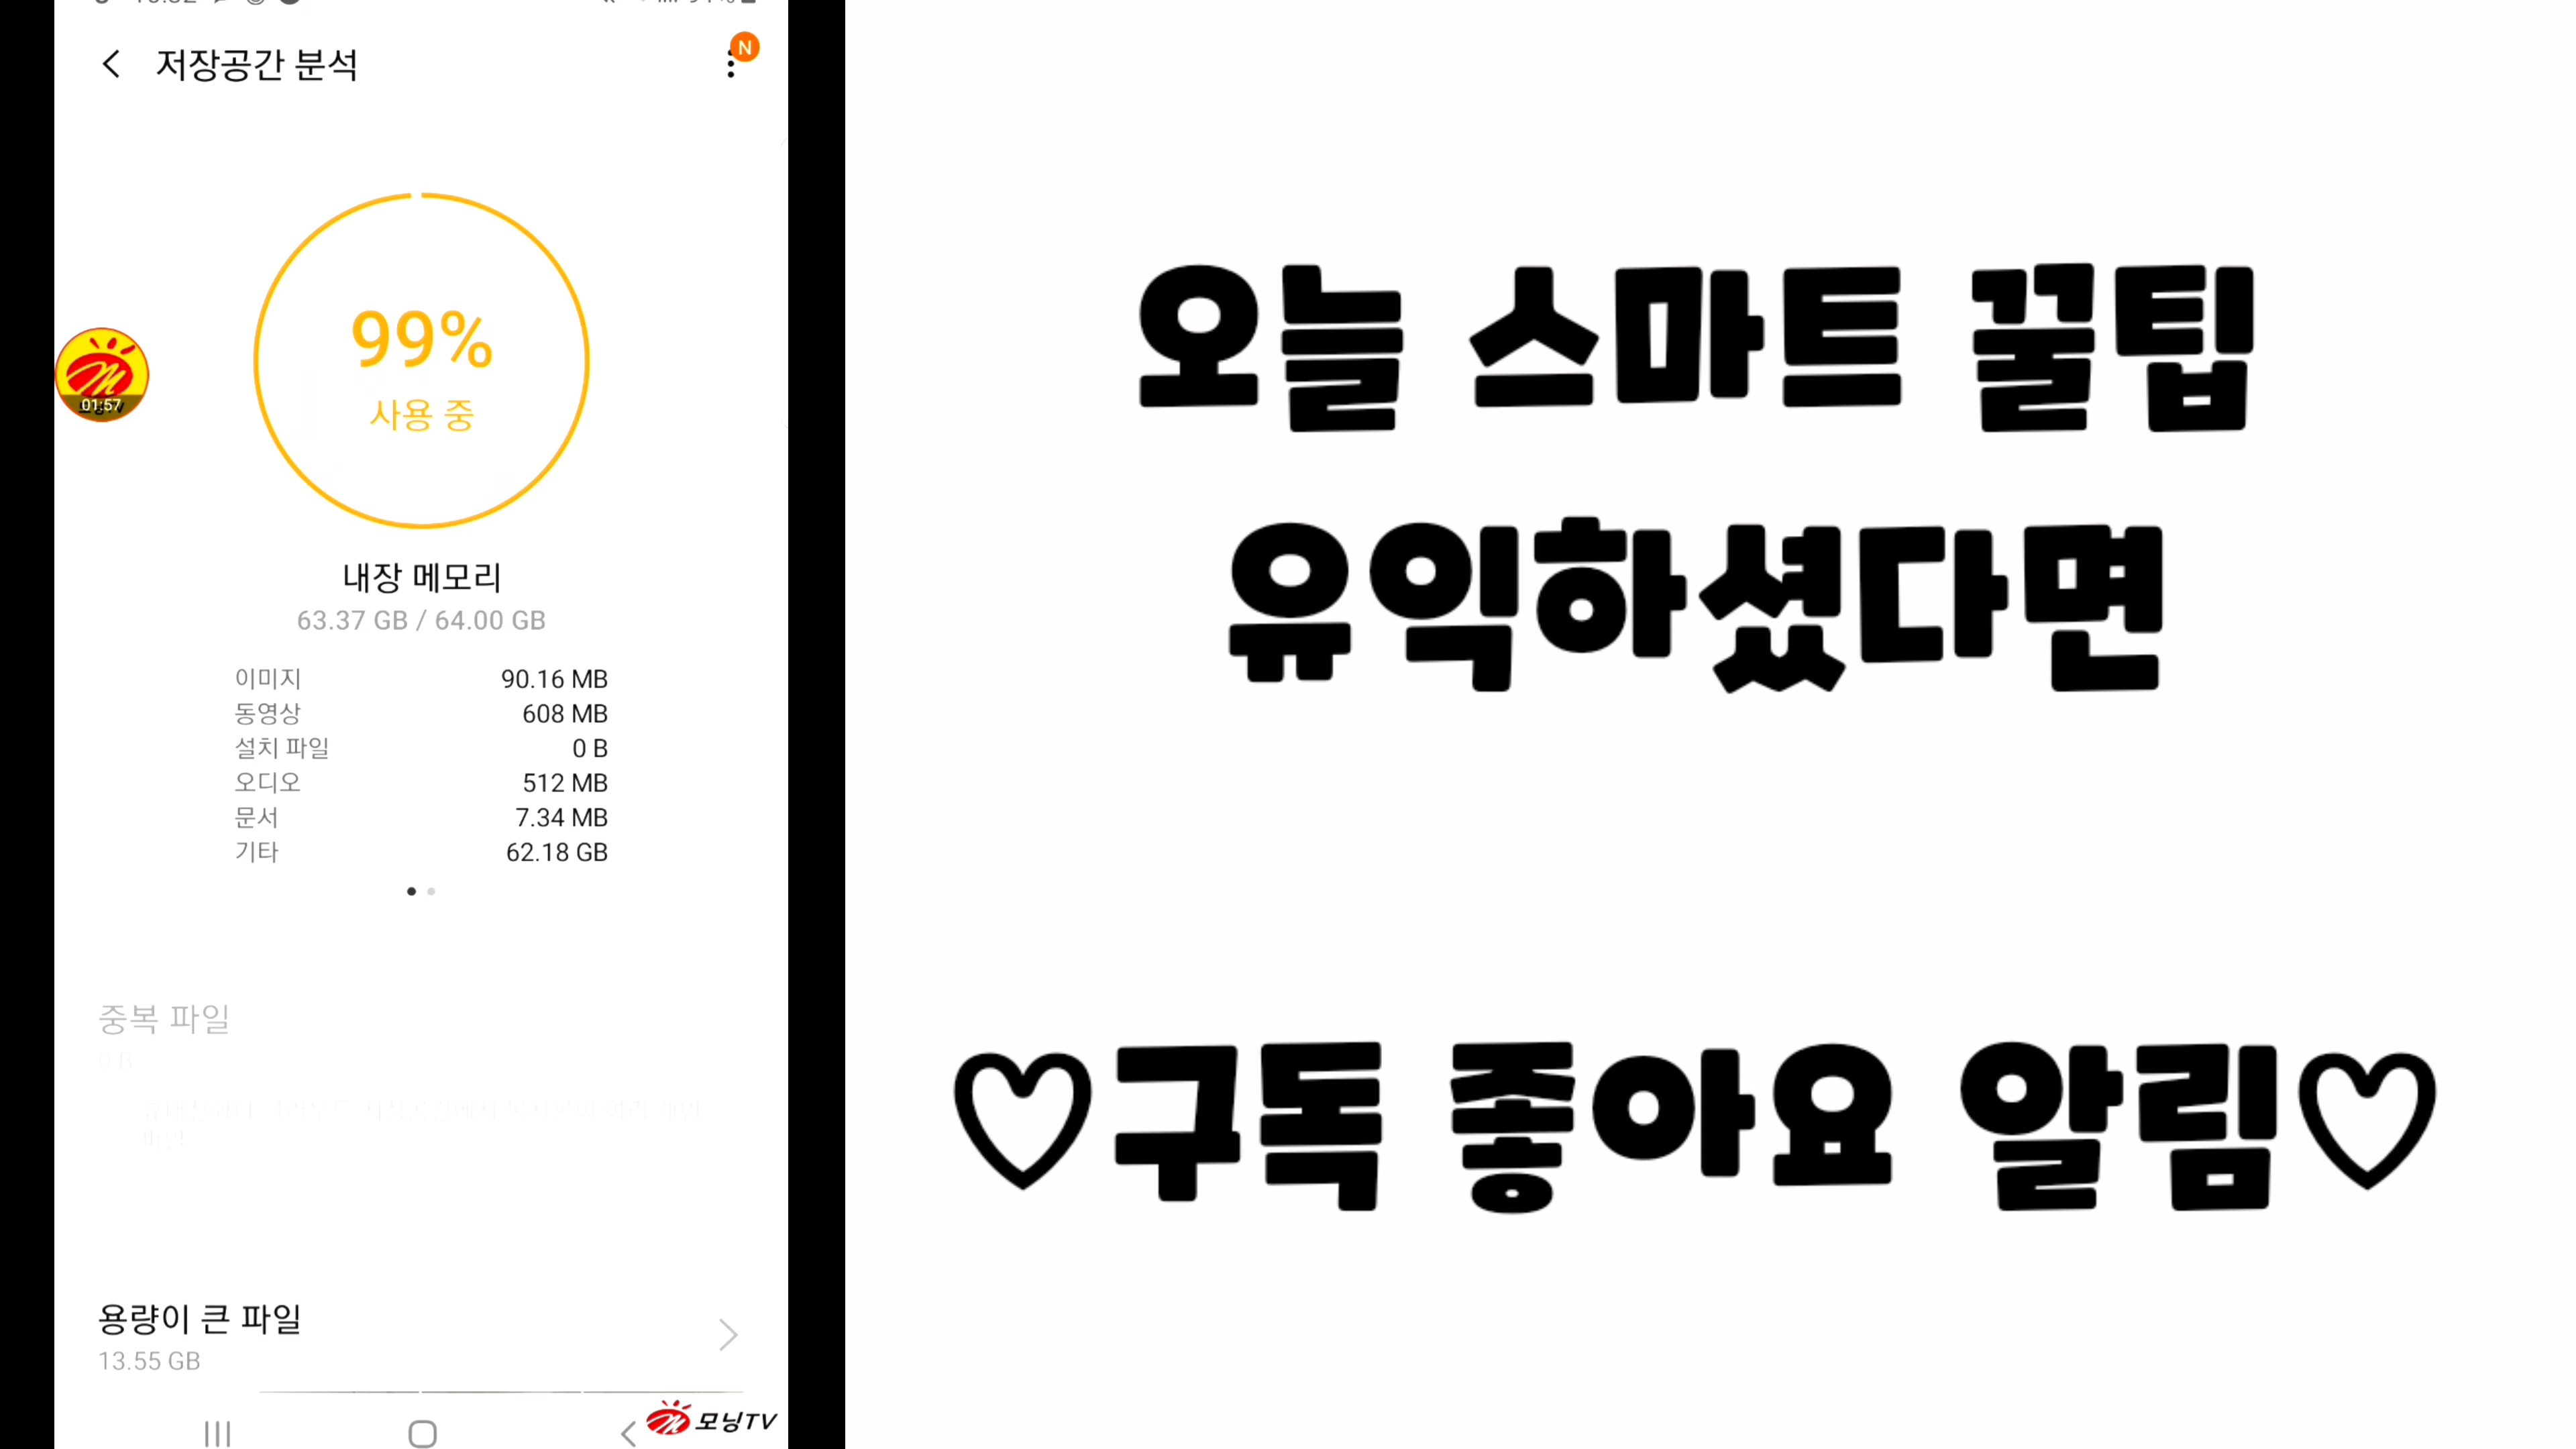 저장공간 분석
N
99%
사용 중
01:57
내장 메모리
63.37 GB / 64.00 GB
이미지 90.16 MB
동영상 608 MB
설치 파일 0 B
오디오 512 MB
문서 7.34 MB
기타 62.18 GB
중복 파일
0 B
용량이 큰 파일
13.55 GB
모닝TV
오늘 스마트 꿀팁
유익하셨다면
♡구독 좋아요 알림♡